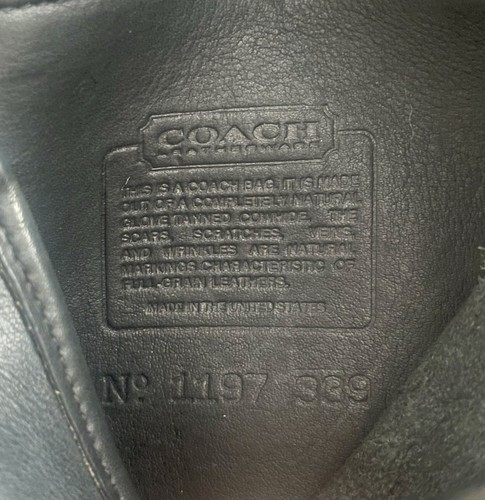 COACH
LEATHERWARE
THIS IS A COACH BAG. IT IS MADE
OUT OF A COMPLETELY NATURAL
GLOVE TANNED COWHIDE. THE
SCARS, SCRATCHES, VEINS
AND WRINKLES ARE NATURAL
MARKINGS CHARACTERISTIC OF
FULL-GRAIN LEATHERS.
MADE IN THE UNITED STATES
Nº 1197 339